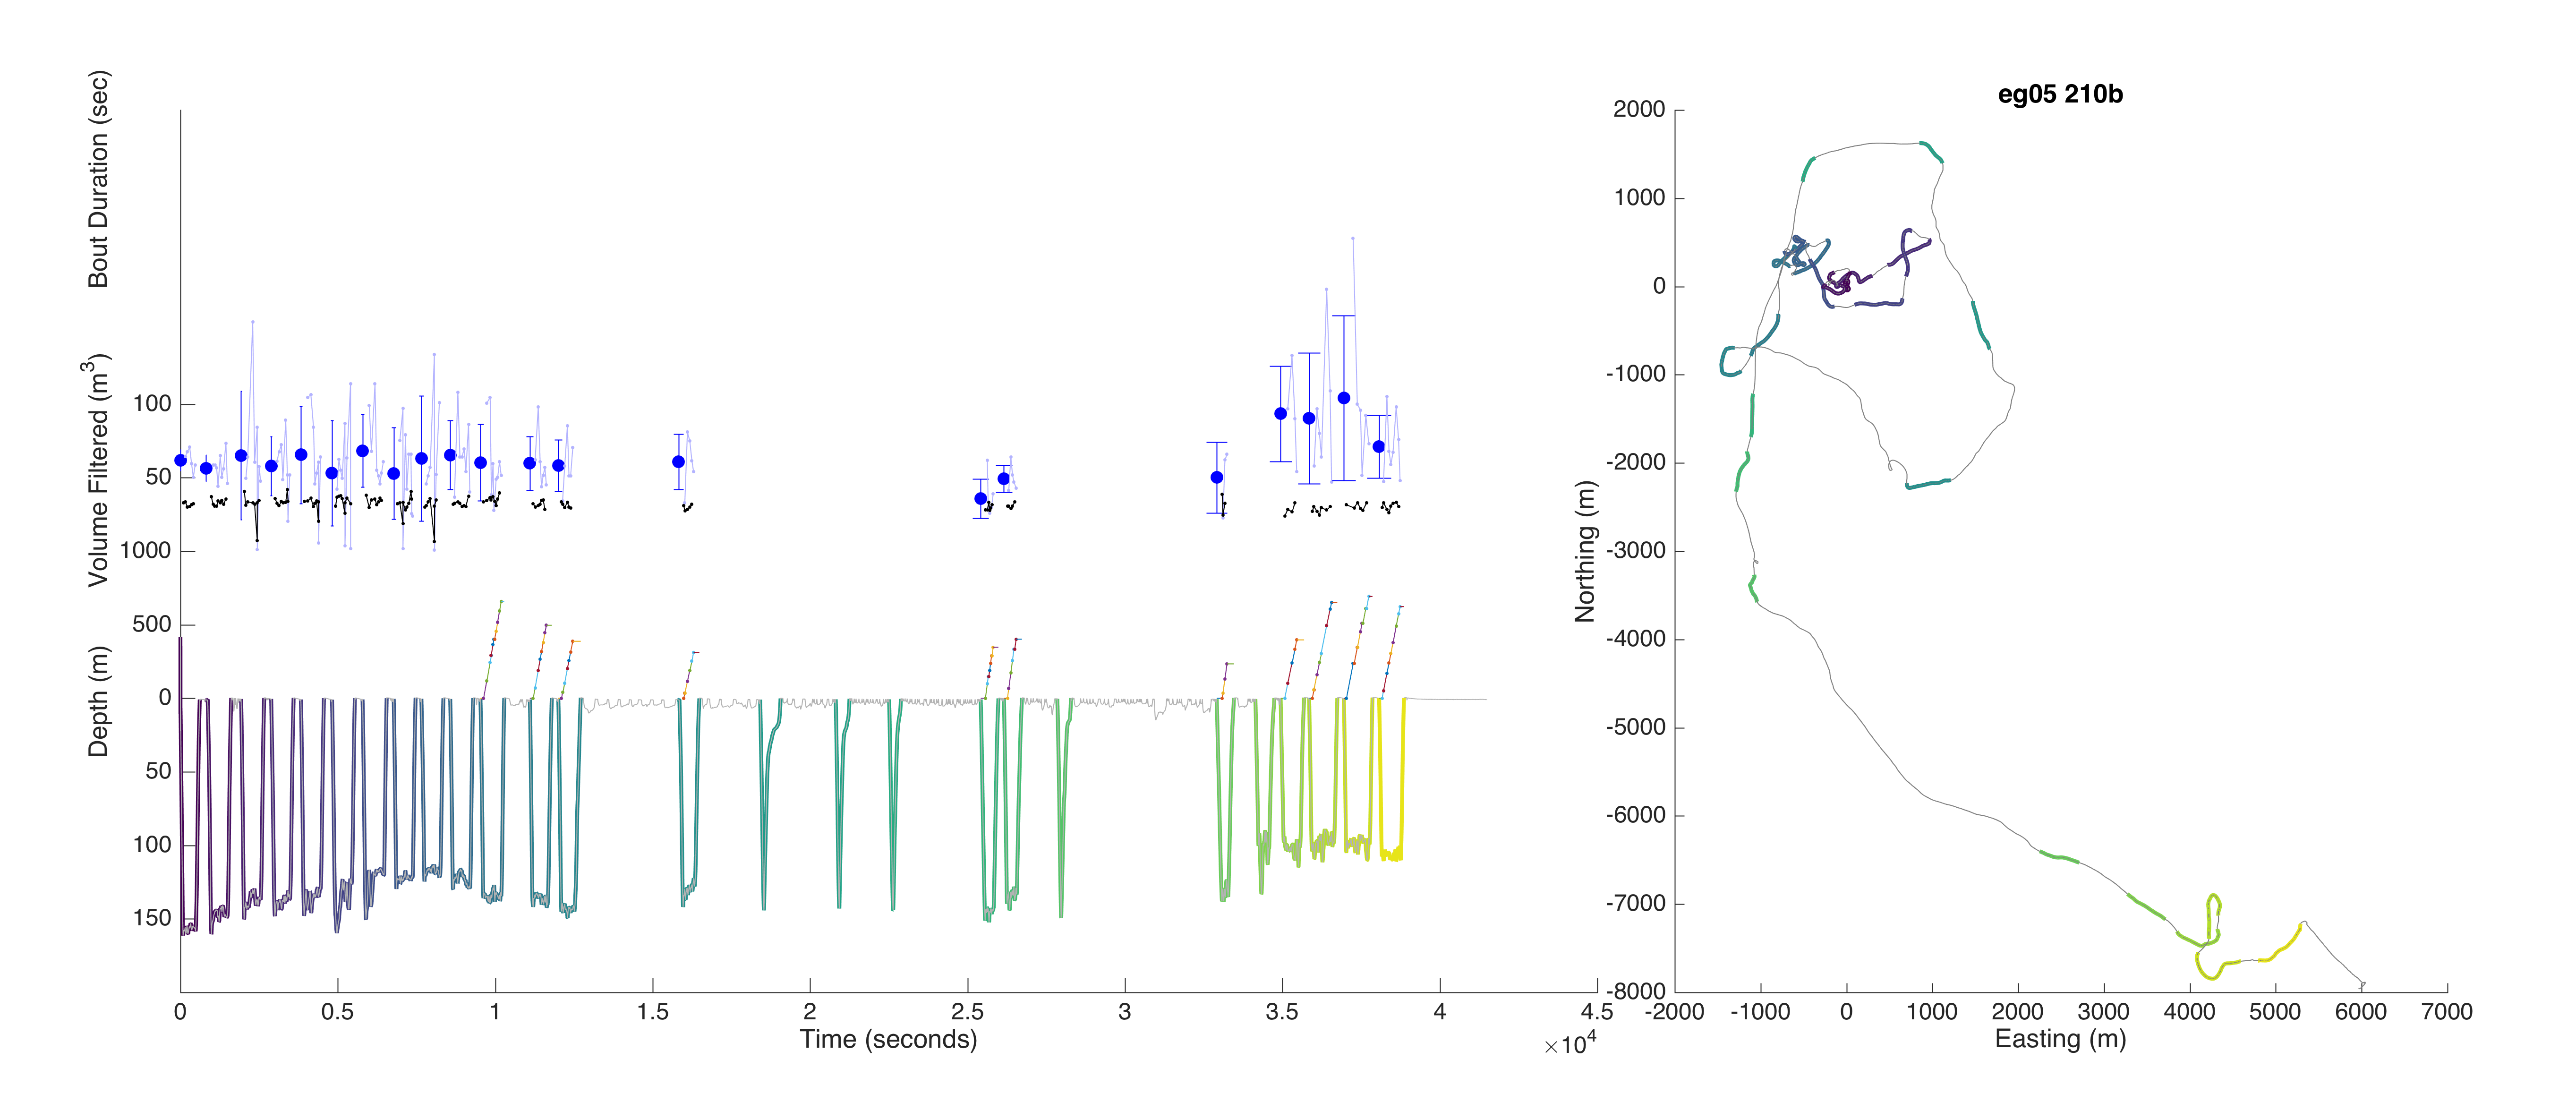 eg05 210b
Bout Duration (sec)
Volume Filtered (m³)
Depth (m)
100
50
1000
500
0
50
100
150
0 0.5 1 1.5 2 2.5 3 3.5 4 4.5
Time (seconds)
×10⁴
Northing (m)
2000
1000
0
-1000
-2000
-3000
-4000
-5000
-6000
-7000
-8000
-2000 -1000 0 1000 2000 3000 4000 5000 6000 7000
Easting (m)